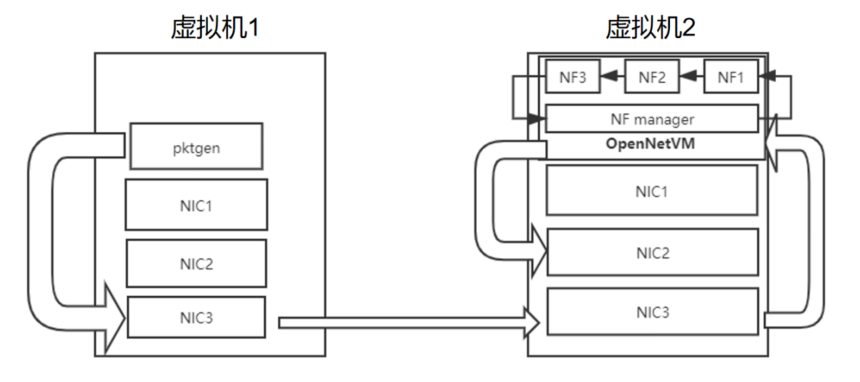 虚拟机1
虚拟机2
pktgen
NIC1
NIC2
NIC3
NF3 NF2 NF1
NF manager
OpenNetVM
NIC1
NIC2
NIC3